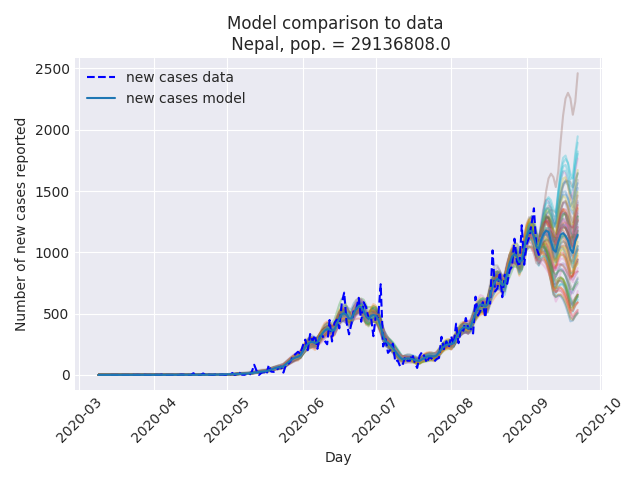 Model comparison to data
Nepal, pop. = 29136808.0
new cases data
new cases model
Number of new cases reported
2500
2000
1500
1000
500
0
2020-03
2020-04
2020-05
2020-06
2020-07
2020-08
2020-09
2020-10
Day